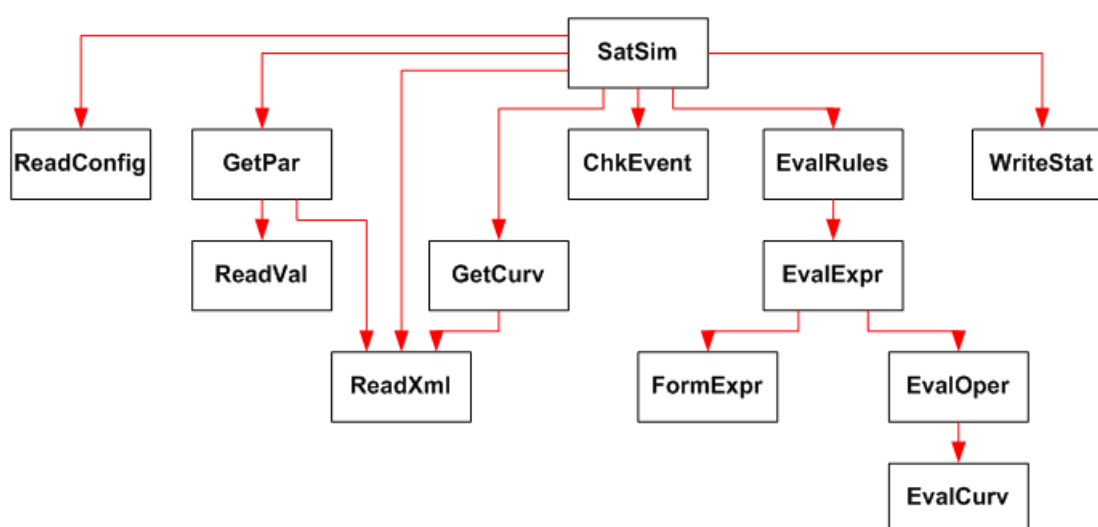 SatSim
ReadConfig
GetPar
ChkEvent
EvalRules
WriteStat
ReadVal
GetCurv
EvalExpr
ReadXml
FormExpr
EvalOper
EvalCurv